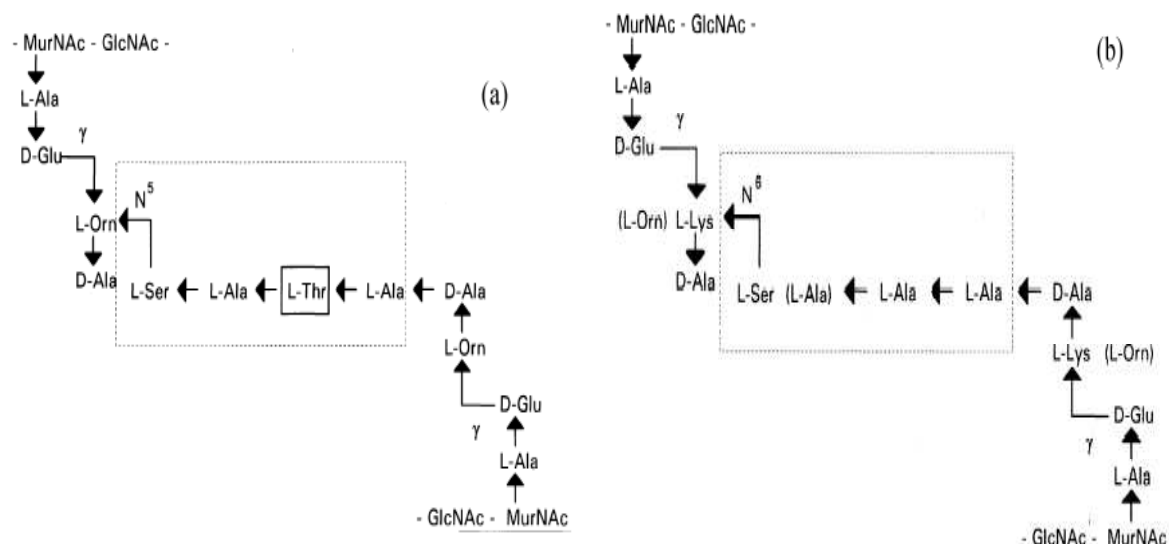 - MurNAc - GlcNAc -
L-Ala
(a)
γ
D-Glu
N5
L-Orn
D-Ala
L-Ser L-Ala L-Thr L-Ala D-Ala
L-Orn
D-Glu
γ
L-Ala
- GlcNAc - MurNAc
- MurNAc - GlcNAc-
(b)
L-Ala
γ
D-Glu
N6
(L-Orn) L-Lys
D-Ala
L-Ser (L-Ala) L-Ala L-Ala D-Ala
L-Lys (L-Orn)
D-Glu
γ
L-Ala
- GlcNAc - MurNAc